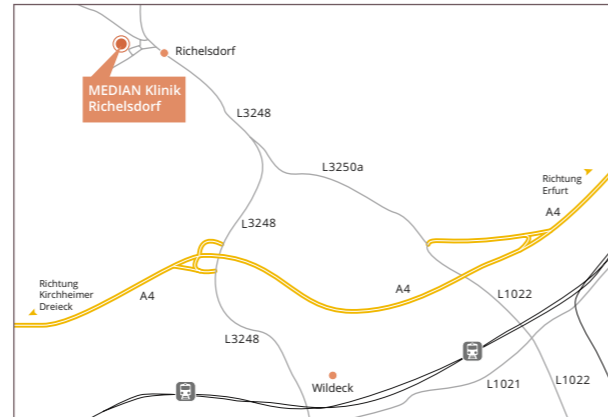 Richelsdorf
MEDIAN Klinik
Richelsdorf
L3248
L3250a
Richtung
Erfurt
A4
L3248
Richtung
Kirchheimer
Dreieck
A4
A4
L1022
L3248
Wildeck
L1021
L1022